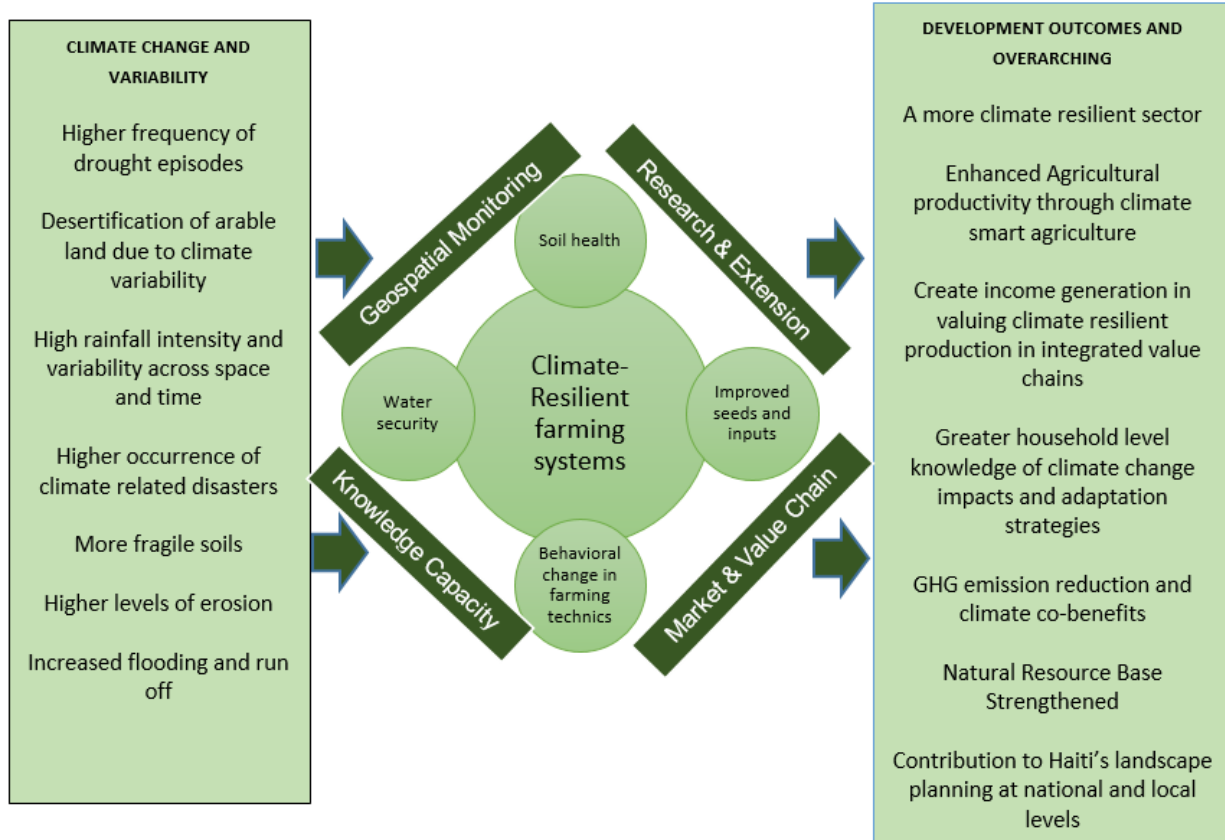 CLIMATE CHANGE AND
VARIABILITY
Higher frequency of
drought episodes
Desertification of arable
land due to climate
variability
High rainfall intensity and
variability across space
and time
Higher occurrence of
climate related disasters
More fragile soils
Higher levels of erosion
Increased flooding and run
off
Geospatial Monitoring
Research & Extension
Knowledge Capacity
Market & Value Chain
Soil health
Water
security
Climate-
Resilient
farming
systems
Improved
seeds and
inputs
Behavioral
change in
farming
technics
DEVELOPMENT OUTCOMES AND
OVERARCHING
A more climate resilient sector
Enhanced Agricultural
productivity through climate
smart agriculture
Create income generation in
valuing climate resilient
production in integrated value
chains
Greater household level
knowledge of climate change
impacts and adaptation
strategies
GHG emission reduction and
climate co-benefits
Natural Resource Base
Strengthened
Contribution to Haiti’s landscape
planning at national and local
levels